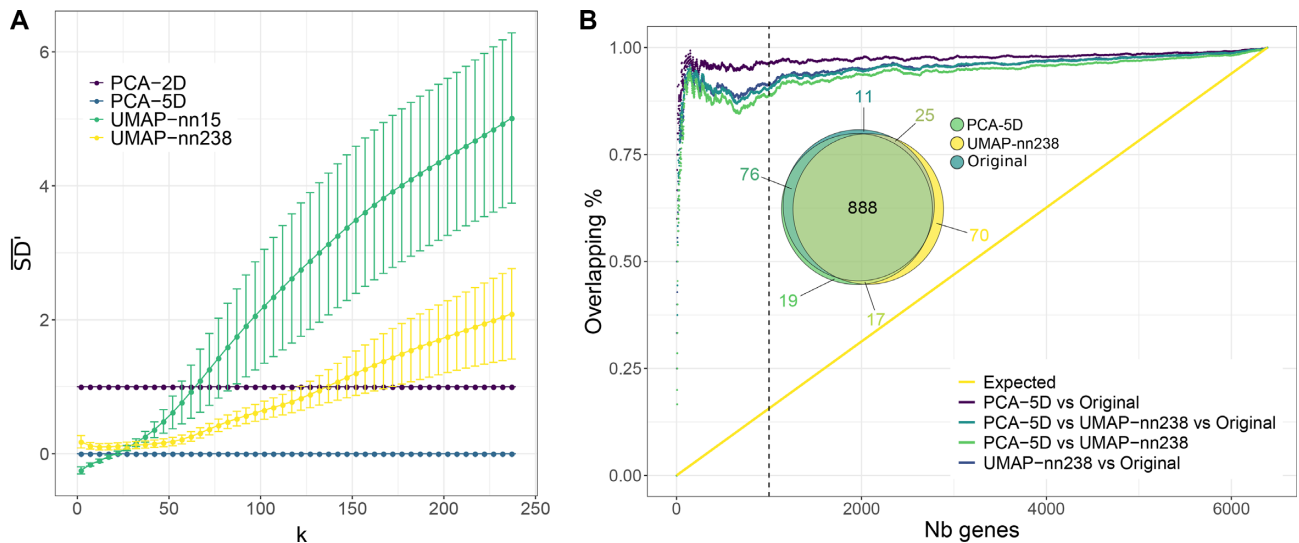 A
6
4
2
0
SD'
0
50
100
150
200
250
k
PCA−2D
PCA−5D
UMAP−nn15
UMAP−nn238
B
1.00
0.75
0.50
0.25
0.00
Overlapping %
0
2000
4000
6000
Nb genes
11
25
76
888
70
19
17
PCA-5D
UMAP-nn238
Original
Expected
PCA−5D vs Original
PCA−5D vs UMAP−nn238 vs Original
PCA−5D vs UMAP−nn238
UMAP−nn238 vs Original